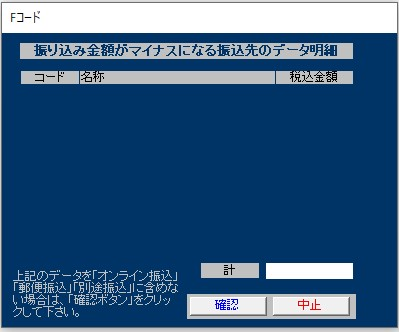 Fコード
振り込み金額がマイナスになる振込先のデータ明細
コード 名称 税込金額
計
上記のデータを「オンライン振込」
「郵便振込」「別途振込」に含めな
い場合は、「確認ボタン」をクリッ
クして下さい。
確認 中止